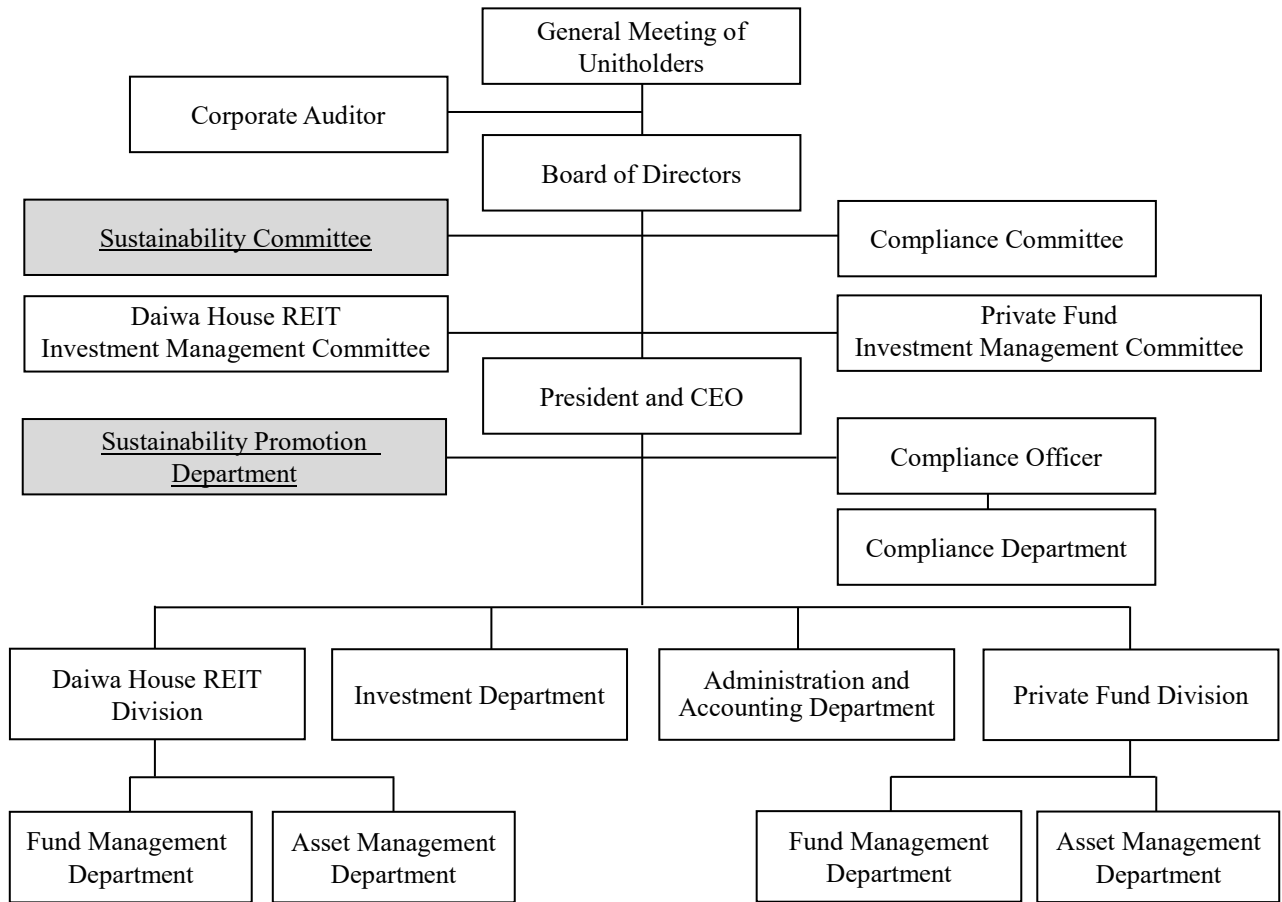 General Meeting of
Unitholders
Corporate Auditor
Board of Directors
Sustainability Committee
Compliance Committee
Daiwa House REIT
Investment Management Committee
Private Fund
Investment Management Committee
President and CEO
Sustainability Promotion
Department
Compliance Officer
Compliance Department
Daiwa House REIT
Division
Investment Department
Administration and
Accounting Department
Private Fund Division
Fund Management
Department
Asset Management
Department
Fund Management
Department
Asset Management
Department